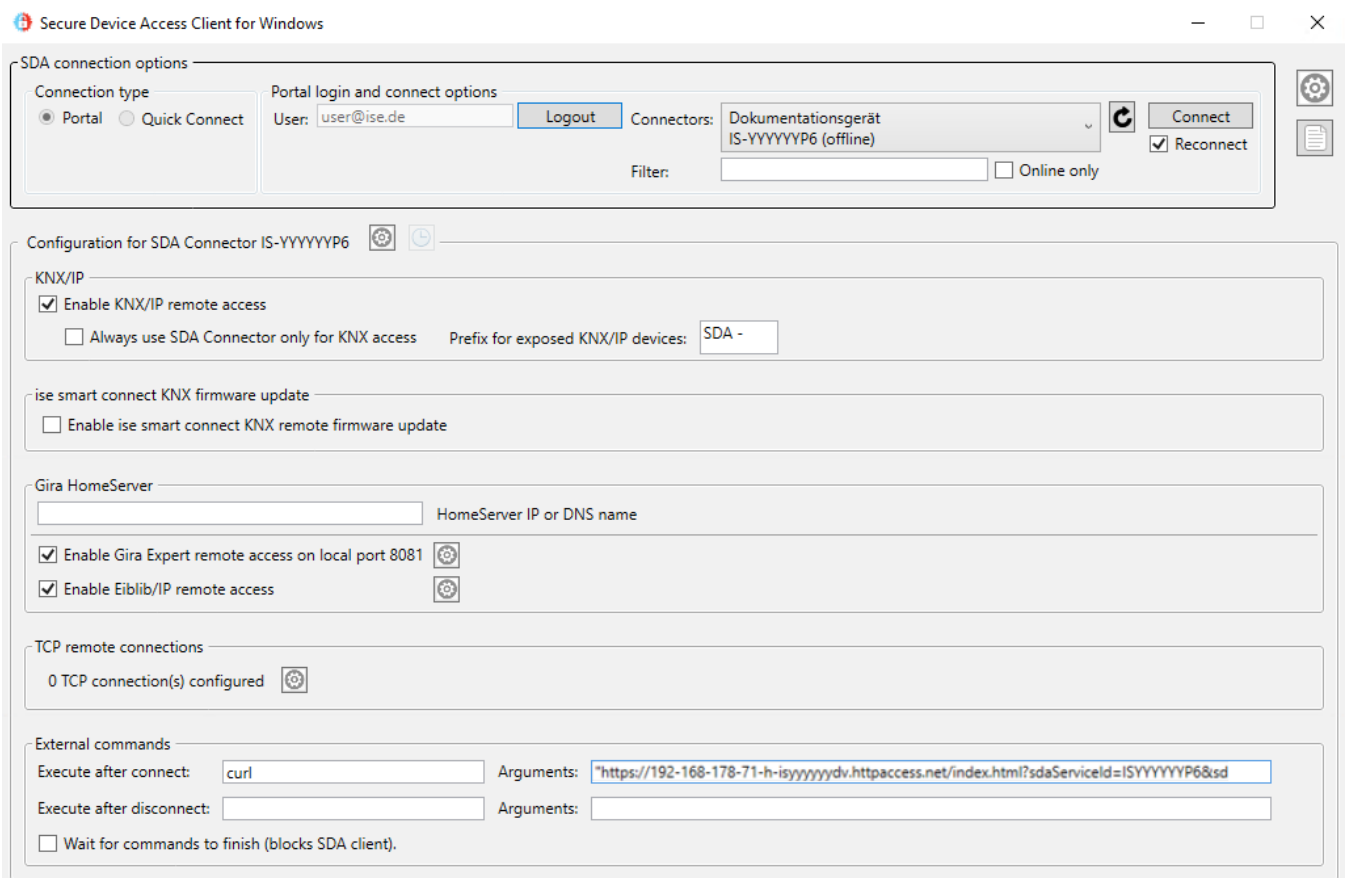 Secure Device Access Client for Windows
SDA connection options
Connection type
Portal
Quick Connect
Portal login and connect options
User: user@ise.de
Logout
Connectors:
Dokumentationsgerät
IS-YYYYYYP6 (offline)
Connect
Reconnect
Filter:
Online only
Configuration for SDA Connector IS-YYYYYYP6
KNX/IP
Enable KNX/IP remote access
Always use SDA Connector only for KNX access
Prefix for exposed KNX/IP devices: SDA -
ise smart connect KNX firmware update
Enable ise smart connect KNX remote firmware update
Gira HomeServer
HomeServer IP or DNS name
Enable Gira Expert remote access on local port 8081
Enable Eiblib/IP remote access
TCP remote connections
0 TCP connection(s) configured
External commands
Execute after connect: curl Arguments: "https://192-168-178-71-h-isyyyyyydv.httpaccess.net/index.html?sdaServiceId=ISYYYYYYP6&sd
Execute after disconnect: Arguments:
Wait for commands to finish (blocks SDA client).